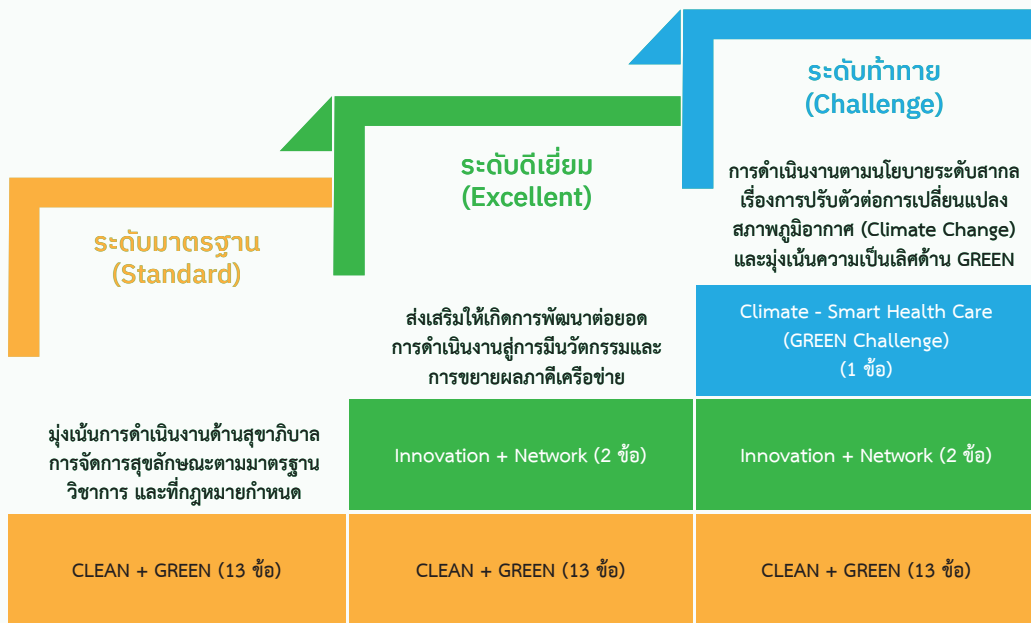 ระดับมาตรฐาน
(Standard)
มุ่งเน้นการดำเนินงานด้านสุขาภิบาล
การจัดการสุขลักษณะตามมาตรฐาน
วิชาการ และที่กฎหมายกำหนด
CLEAN + GREEN (13 ข้อ)
ระดับดีเยี่ยม
(Excellent)
ส่งเสริมให้เกิดการพัฒนาต่อยอด
การดำเนินงานสู่การมีนวัตกรรมและ
การขยายผลภาคีเครือข่าย
Innovation + Network (2 ข้อ)
CLEAN + GREEN (13 ข้อ)
ระดับท้าทาย
(Challenge)
การดำเนินงานตามนโยบายระดับสากล
เรื่องการปรับตัวต่อการเปลี่ยนแปลง
สภาพภูมิอากาศ (Climate Change)
และมุ่งเน้นความเป็นเลิศด้าน GREEN
Climate - Smart Health Care
(GREEN Challenge)
(1 ข้อ)
Innovation + Network (2 ข้อ)
CLEAN + GREEN (13 ข้อ)